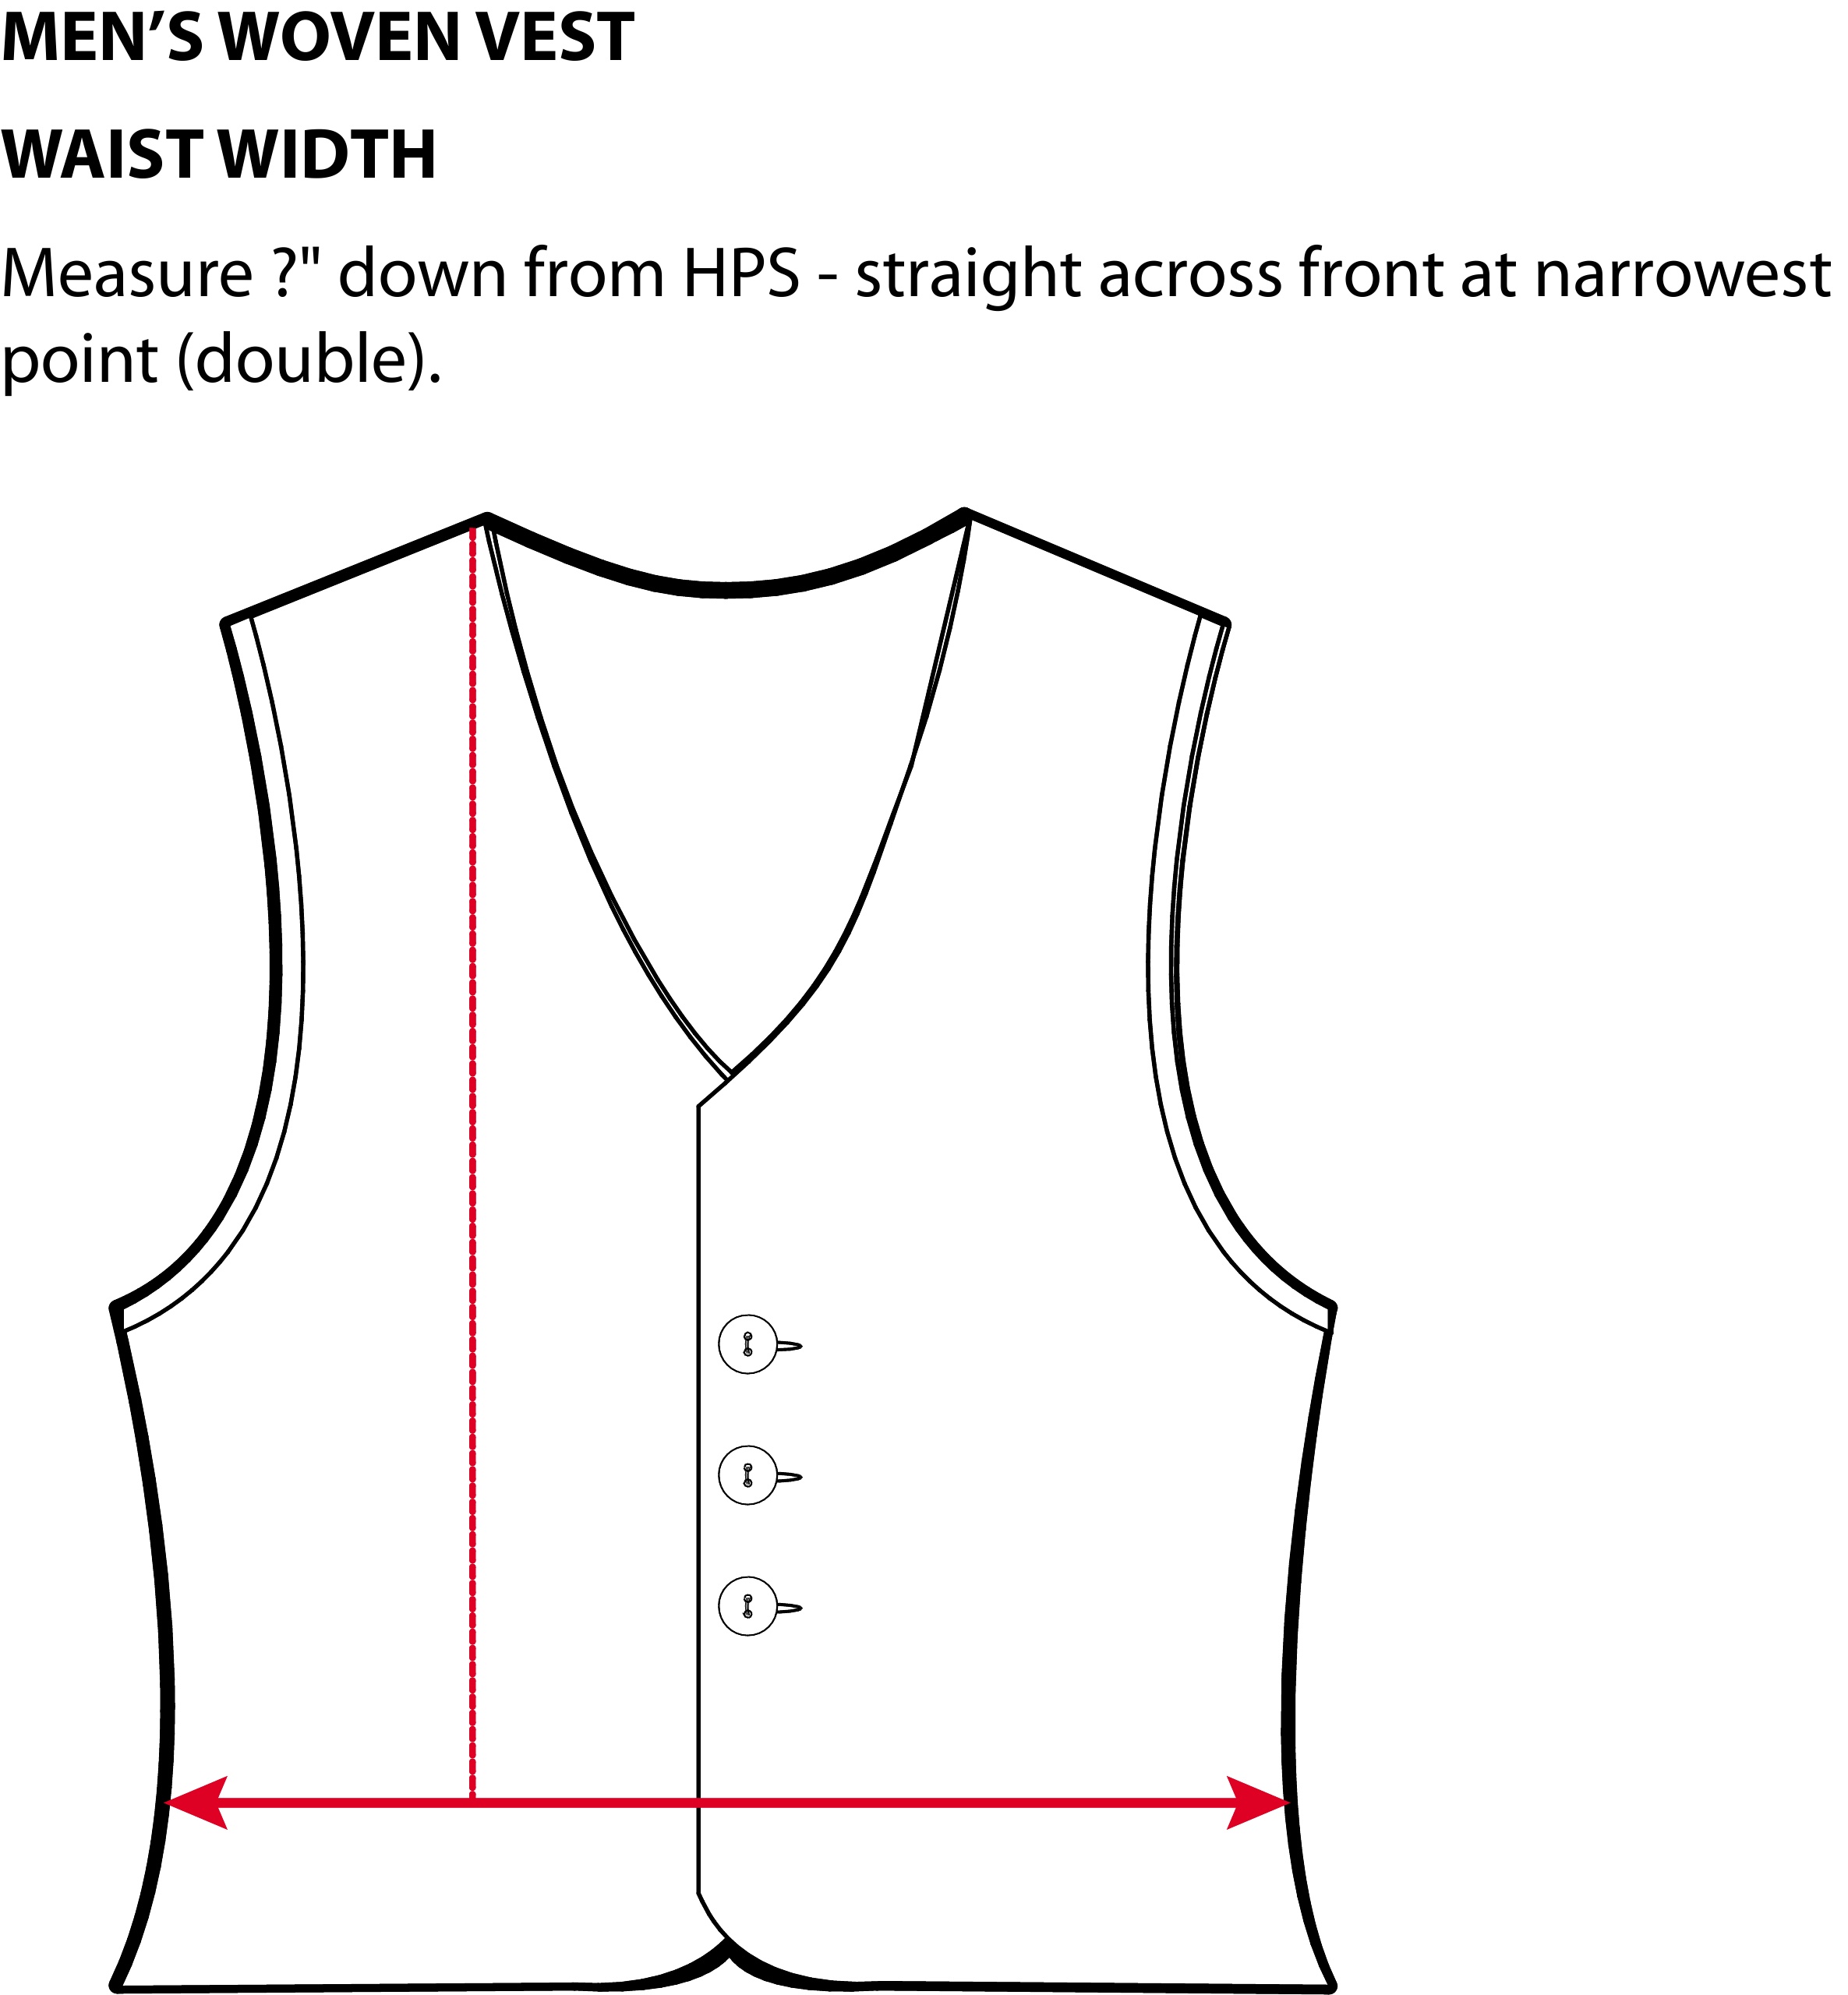 MEN’S WOVEN VEST
WAIST WIDTH
Measure ?" down from HPS - straight across front at narrowest
point (double).